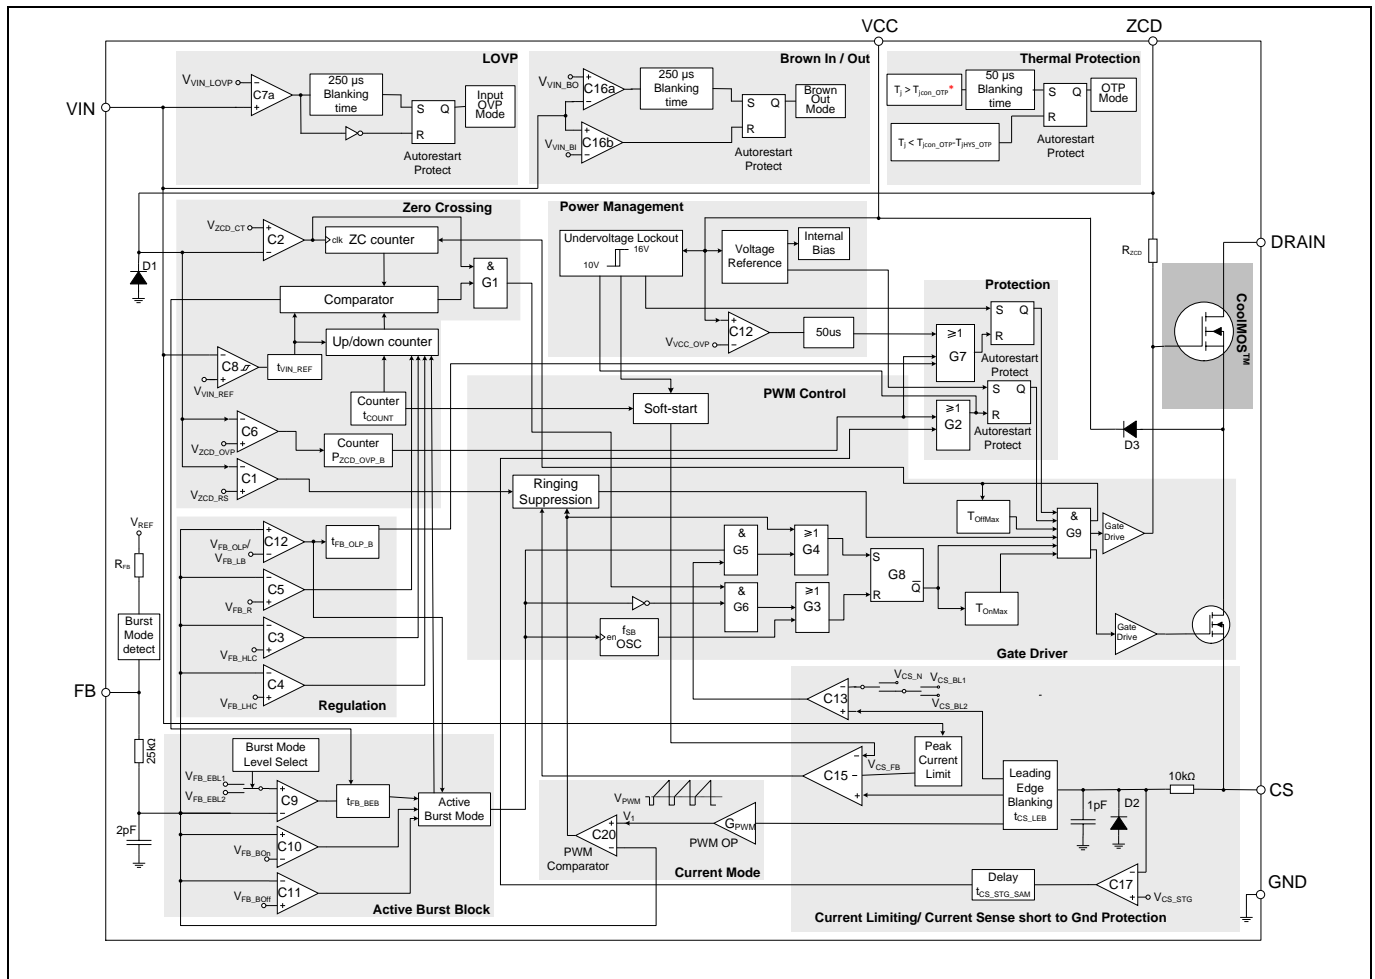 VCC
ZCD
VIN
LOVP
V_VIN_LOVP
C7a
250 µs
Blanking
time
S
Q
R
Input
OVP
Mode
Autorestart
Protect
Brown In / Out
V_VIN_BO
C16a
250 µs
Blanking
time
S
Q
R
Brown
Out Mode
V_VIN_BI
C16b
Autorestart
Protect
Thermal Protection
Tj > Tjcon_OTP*
50 µs
Blanking
time
S
Q
R
OTP
Mode
Tj < Tjcon_OTP-TjHYS_OTP
Autorestart
Protect
Zero Crossing
V_ZCD_CT
C2
clk
ZC counter
&
G1
D1
Comparator
Up/down counter
C8
t_VIN_REF
V_VIN_REF
Counter
t_COUNT
C6
V_ZCD_OVP
Counter
P_ZCD_OVP_B
C1
V_ZCD_RS
Power Management
Undervoltage Lockout
16V
10V
Voltage
Reference
Internal
Bias
C12
V_VCC_OVP
50us
Protection
≥1
G7
S
Q
R
Autorestart
Protect
≥1
G2
S
Q
R
Autorestart
Protect
R_ZCD
DRAIN
CoolMOS™
D3
PWM Control
Soft-start
Ringing
Suppression
&
G5
≥1
G4
&
G6
≥1
G3
S
G8
R
Q
f_SB
OSC
en
T_OffMax
T_OnMax
&
G9
Gate
Drive
Gate
Drive
Gate Driver
V_REF
R_FB
Burst
Mode
detect
FB
25kΩ
2pF
C12
V_FB_OLP/
V_FB_LB
t_FB_OLP_B
C5
V_FB_R
C3
V_FB_HLC
C4
V_FB_LHC
Regulation
Burst Mode
Level Select
V_FB_EBL1
V_FB_EBL2
C9
t_FB_BEB
Active
Burst Mode
C10
V_FB_BOn
C11
V_FB_BOff
Active Burst Block
V_PWM
V1
C20
G_PWM
PWM OP
PWM
Comparator
Current Mode
C13
V_CS_N
V_CS_BL1
V_CS_BL2
C15
V_CS_FB
Peak
Current
Limit
Leading
Edge
Blanking
t_CS_LEB
1pF
D2
10kΩ
CS
Delay
t_CS_STG_SAM
C17
V_CS_STG
GND
Current Limiting/ Current Sense short to Gnd Protection